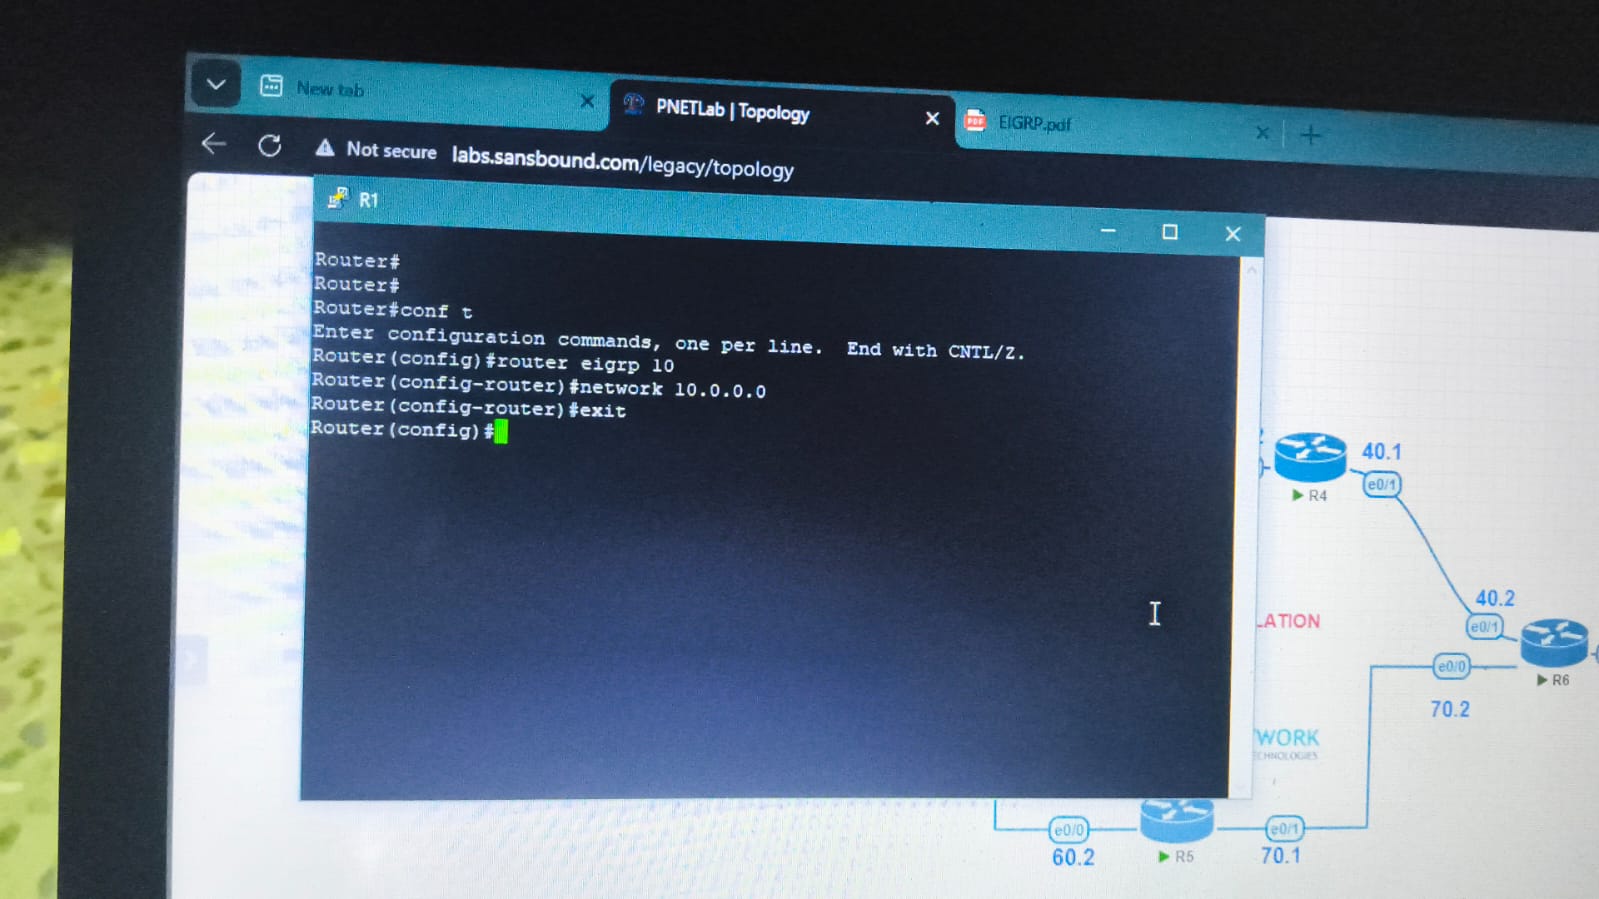 New tab
PNETLab | Topology
EIGRP.pdf
Not secure labs.sansbound.com/legacy/topology
R1
Router#
Router#
Router#conf t
Enter configuration commands, one per line. End with CNTL/Z.
Router(config)#router eigrp 10
Router(config-router)#network 10.0.0.0
Router(config-router)#exit
Router(config)#
40.1
e0/1
R4
40.2
e0/1
LATION
e0/0
R6
70.2
WORK
ECHNOLOGIES
e0/0
e0/1
60.2
R5
70.1